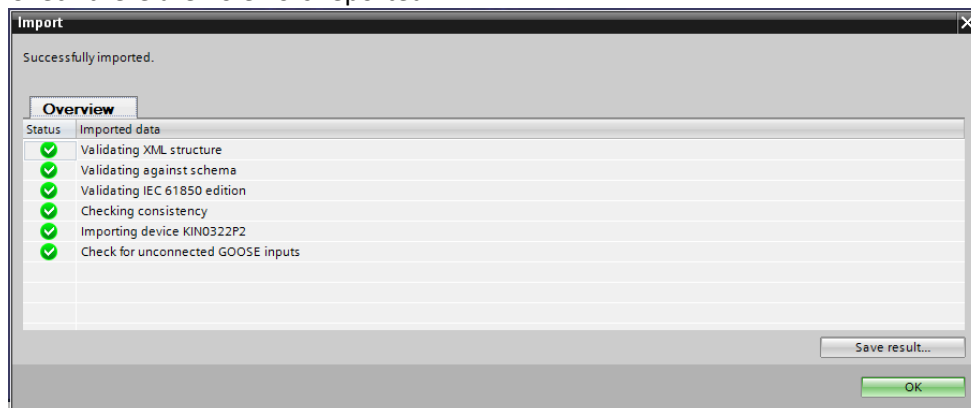 Import
Successfully imported.
Overview
Status Imported data
Validating XML structure
Validating against schema
Validating IEC 61850 edition
Checking consistency
Importing device KIN0322P2
Check for unconnected GOOSE inputs
Save result...
OK